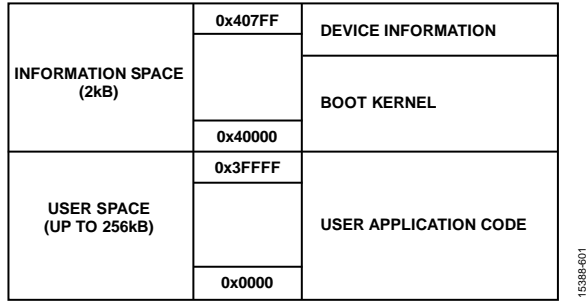 0x407FF
DEVICE INFORMATION
INFORMATION SPACE
(2kB)
BOOT KERNEL
0x40000
0x3FFFF
USER SPACE
(UP TO 256kB)
USER APPLICATION CODE
0x0000
15388-601